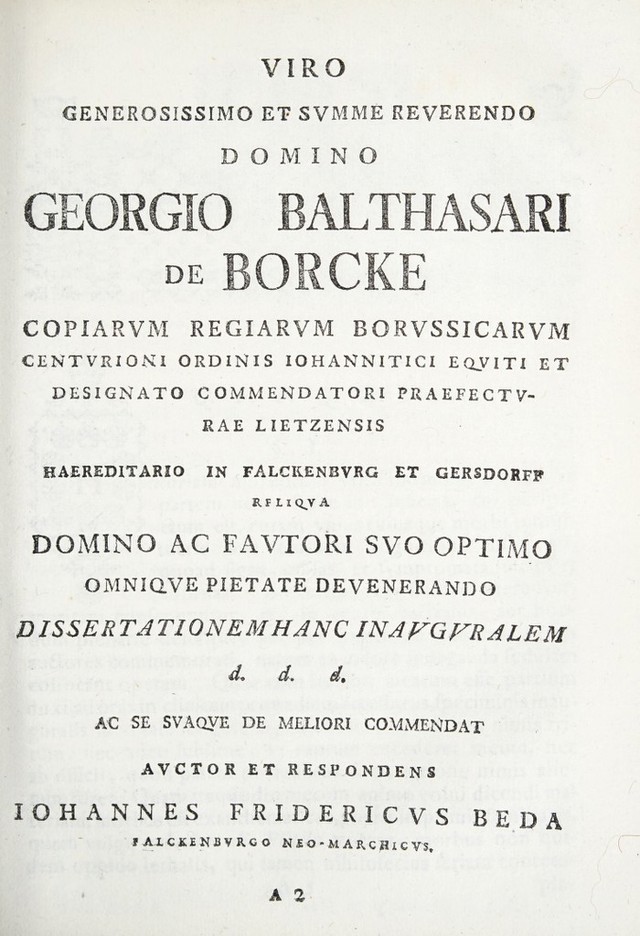 VIRO
GENEROSISSIMO ET SVMME REVERENDO
DOMINO
GEORGIO BALTHASARI
DE BORCKE
COPIARVM REGIARVM BORVSSICARVM
CENTVRIONI ORDINIS IOHANNITICI EQVITI ET
DESIGNATO COMMENDATORI PRAEFECTV-
RAE LIETZENSIS
HAEREDITARIO IN FALCKENBVRG ET GERSDORFF
RELIQVA
DOMINO AC FAVTORI SVO OPTIMO
OMNIQVE PIETATE DEVENERANDO
DISSERTATIONEM HANC INAVGVRALEM
d. d. d.
AC SE SVAQVE DE MELIORI COMMENDAT
AVCTOR ET RESPONDENS
IOHANNES FRIDERICVS BEDA
FALCKENBVRGO NEO-MARCHICVS.
A 2